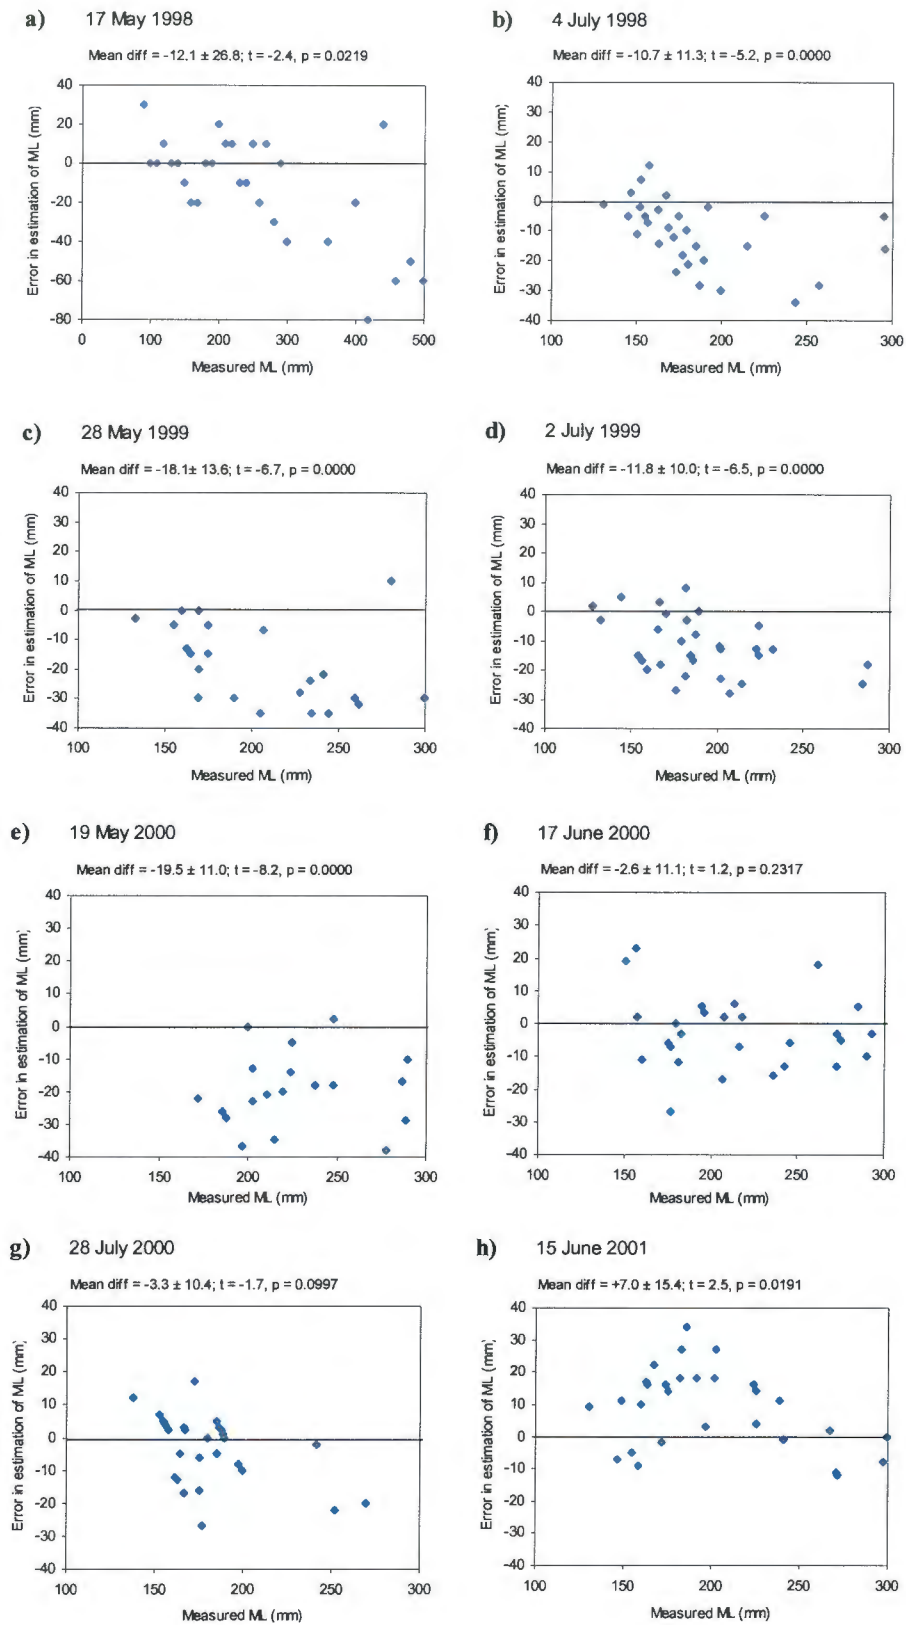 a) 17 May 1998
Mean diff = -12.1 ± 26.8; t = -2.4, p = 0.0219
Error in estimation of ML (mm)
40
20
0
-20
-40
-60
-80
0 100 200 300 400 500
Measured ML (mm)
b) 4 July 1998
Mean diff = -10.7 ± 11.3; t = -5.2, p = 0.0000
Error in estimation of ML (mm)
40
30
20
10
0
-10
-20
-30
-40
100 150 200 250 300
Measured ML (mm)
c) 28 May 1999
Mean diff = -18.1± 13.6; t = -6.7, p = 0.0000
Error in estimation of ML (mm)
40
30
20
10
0
-10
-20
-30
-40
100 150 200 250 300
Measured ML (mm)
d) 2 July 1999
Mean diff = -11.8 ± 10.0; t = -6.5, p = 0.0000
Error in estimation of ML (mm)
40
30
20
10
0
-10
-20
-30
-40
100 150 200 250 300
Measured ML (mm)
e) 19 May 2000
Mean diff = -19.5 ± 11.0; t = -8.2, p = 0.0000
Error in estimation of ML (mm)
40
30
20
10
0
-10
-20
-30
-40
100 150 200 250 300
Measured ML (mm)
f) 17 June 2000
Mean diff = -2.6 ± 11.1; t = 1.2, p = 0.2317
Error in estimation of ML (mm)
40
30
20
10
0
-10
-20
-30
-40
100 150 200 250 300
Measured ML (mm)
g) 28 July 2000
Mean diff = -3.3 ± 10.4; t = -1.7, p = 0.0997
Error in estimation of ML (mm)
40
30
20
10
0
-10
-20
-30
-40
100 150 200 250 300
Measured ML (mm)
h) 15 June 2001
Mean diff = +7.0 ± 15.4; t = 2.5, p = 0.0191
Error in estimation of ML (mm)
40
30
20
10
0
-10
-20
-30
-40
100 150 200 250 300
Measured ML (mm)